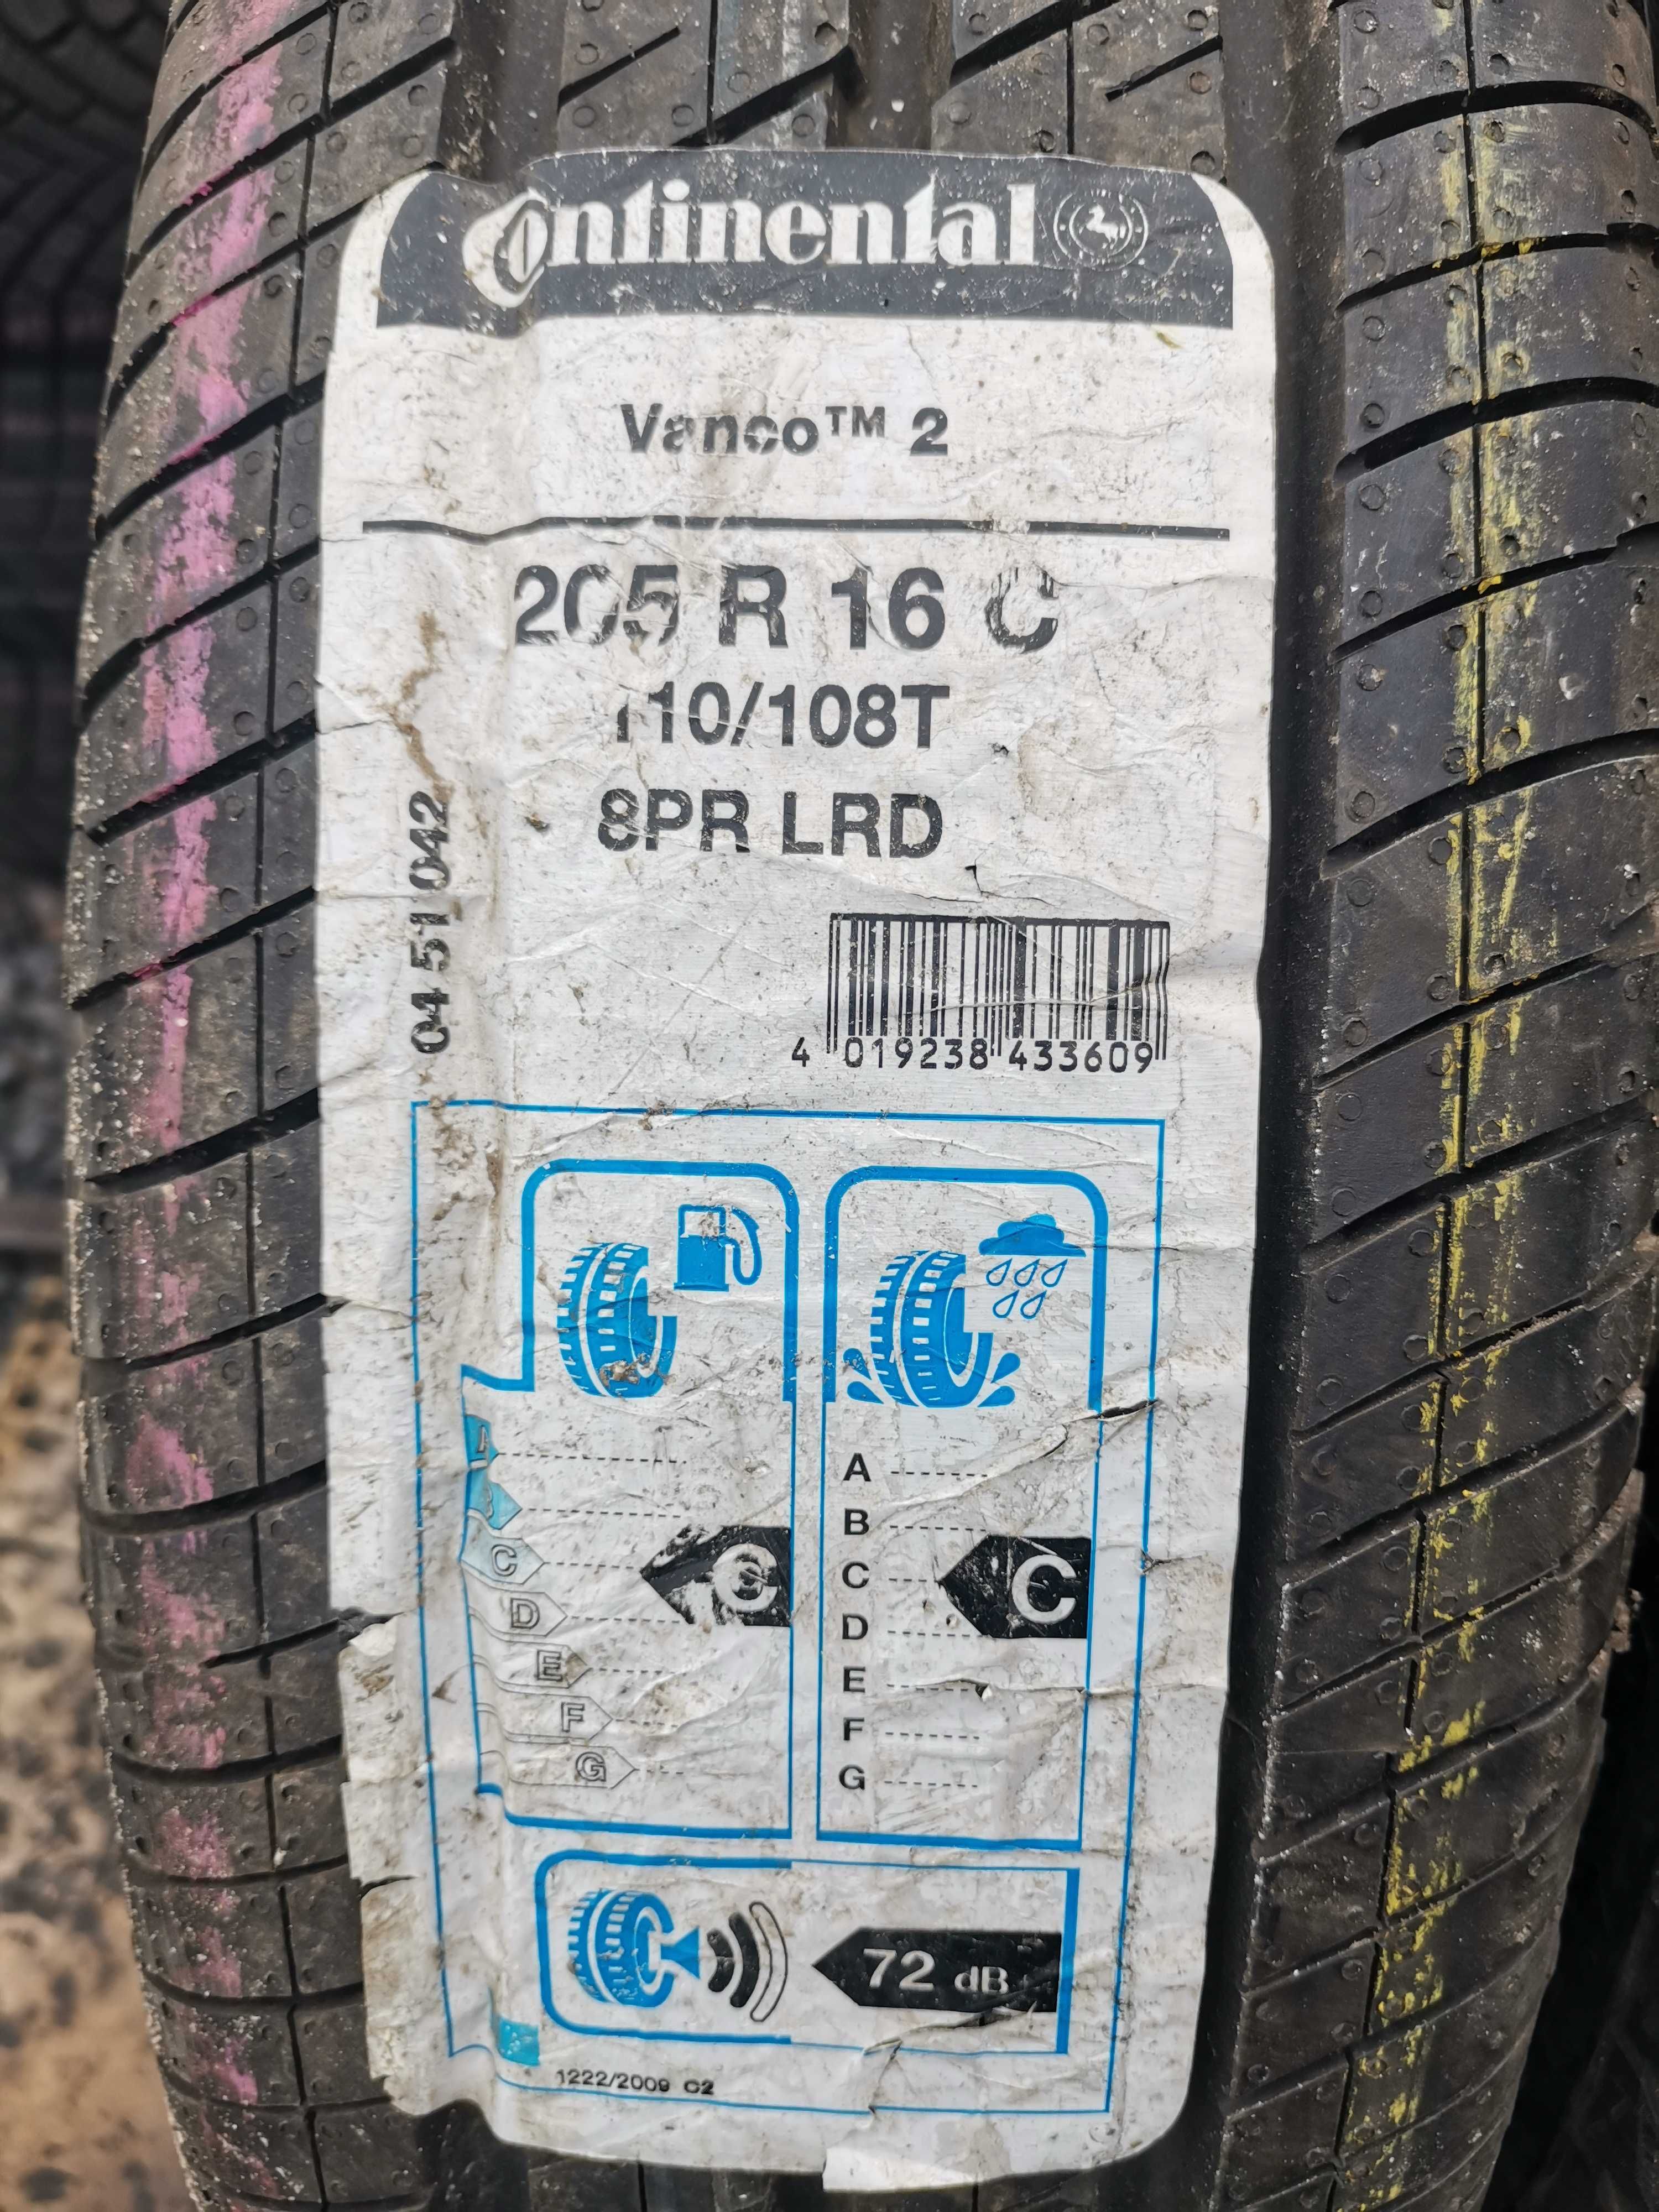 Continental
Vanco™ 2
205 R 16 C
110/108T
8PR LRD
04 51 042
4 019238 433609
A
B
C
D
E
F
G
C
A
B
C
D
E
F
G
C
72 dB
1222/2009 C2